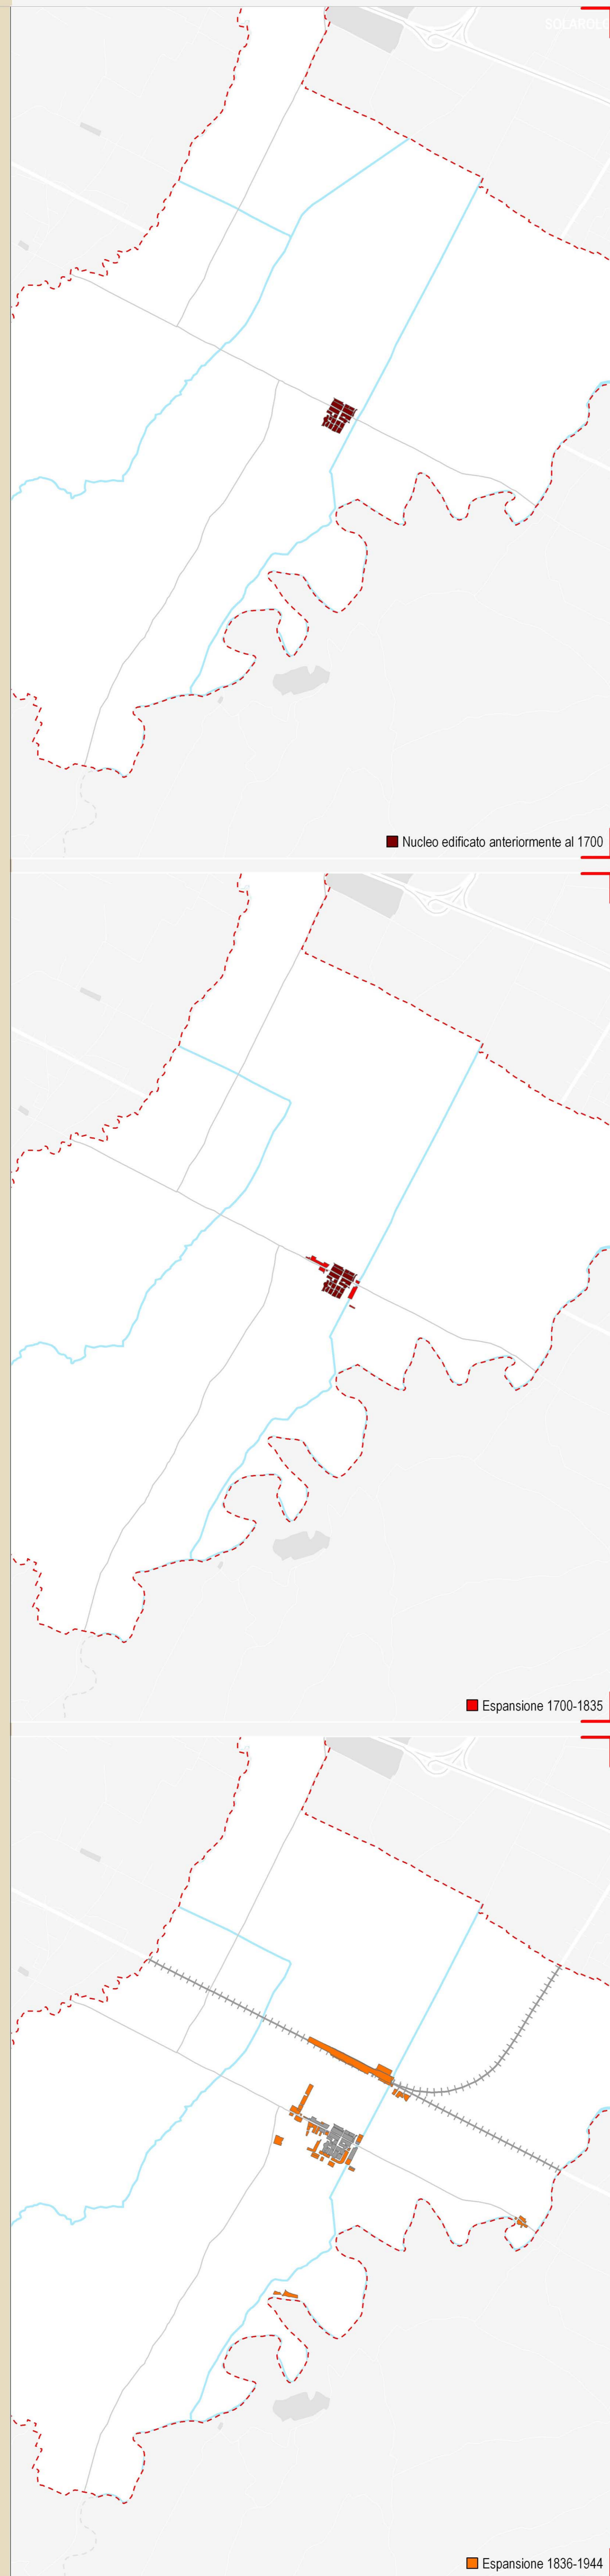 SOLAROLO
Nucleo edificato anteriormente al 1700
Espansione 1700-1835
Espansione 1836-1944